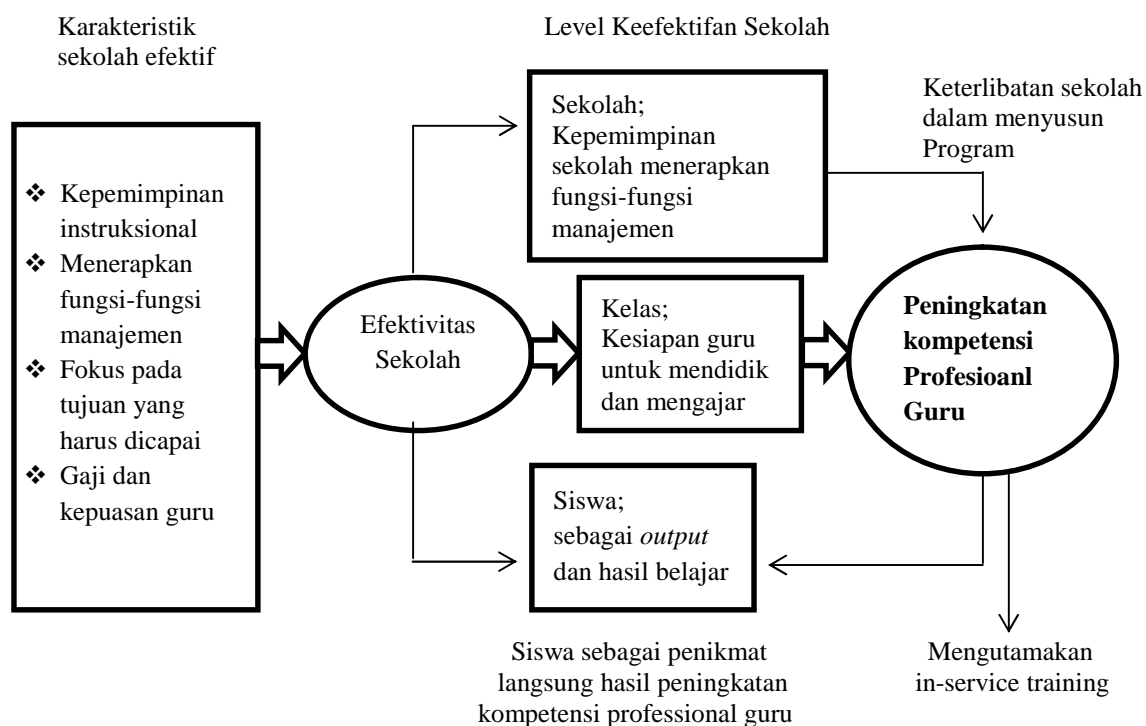 Karakteristik
sekolah efektif
Level Keefektifan Sekolah
❖ Kepemimpinan
instruksional
❖ Menerapkan
fungsi-fungsi
manajemen
❖ Fokus pada
tujuan yang
harus dicapai
❖ Gaji dan
kepuasan guru
Efektivitas
Sekolah
Sekolah;
Kepemimpinan
sekolah menerapkan
fungsi-fungsi
manajemen
Kelas;
Kesiapan guru
untuk mendidik
dan mengajar
Siswa;
sebagai output
dan hasil belajar
Siswa sebagai penikmat
langsung hasil peningkatan
kompetensi professional guru
Keterlibatan sekolah
dalam menyusun
Program
Peningkatan
kompetensi
Profesioanl
Guru
Mengutamakan
in-service training